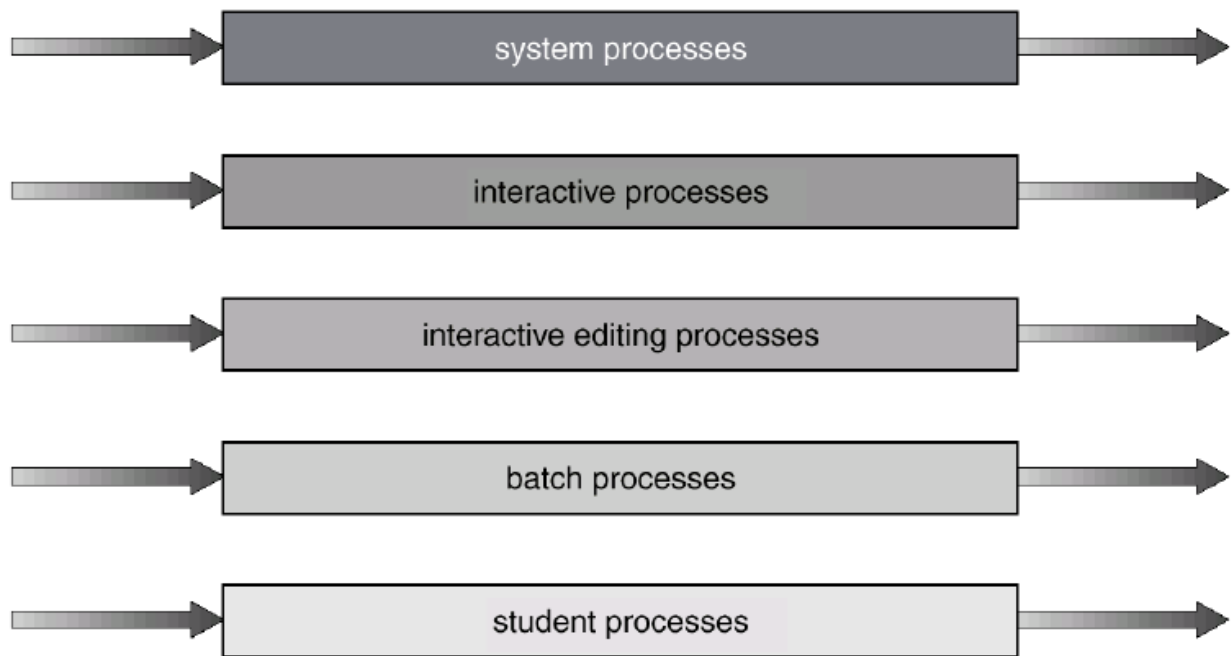 system processes
interactive processes
interactive editing processes
batch processes
student processes